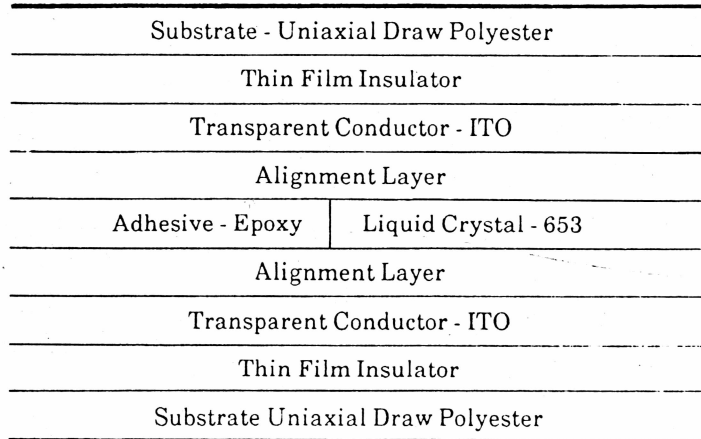 Substrate - Uniaxial Draw Polyester
Thin Film Insulator
Transparent Conductor - ITO
Alignment Layer
Adhesive - Epoxy Liquid Crystal - 653
Alignment Layer
Transparent Conductor - ITO
Thin Film Insulator
Substrate Uniaxial Draw Polyester